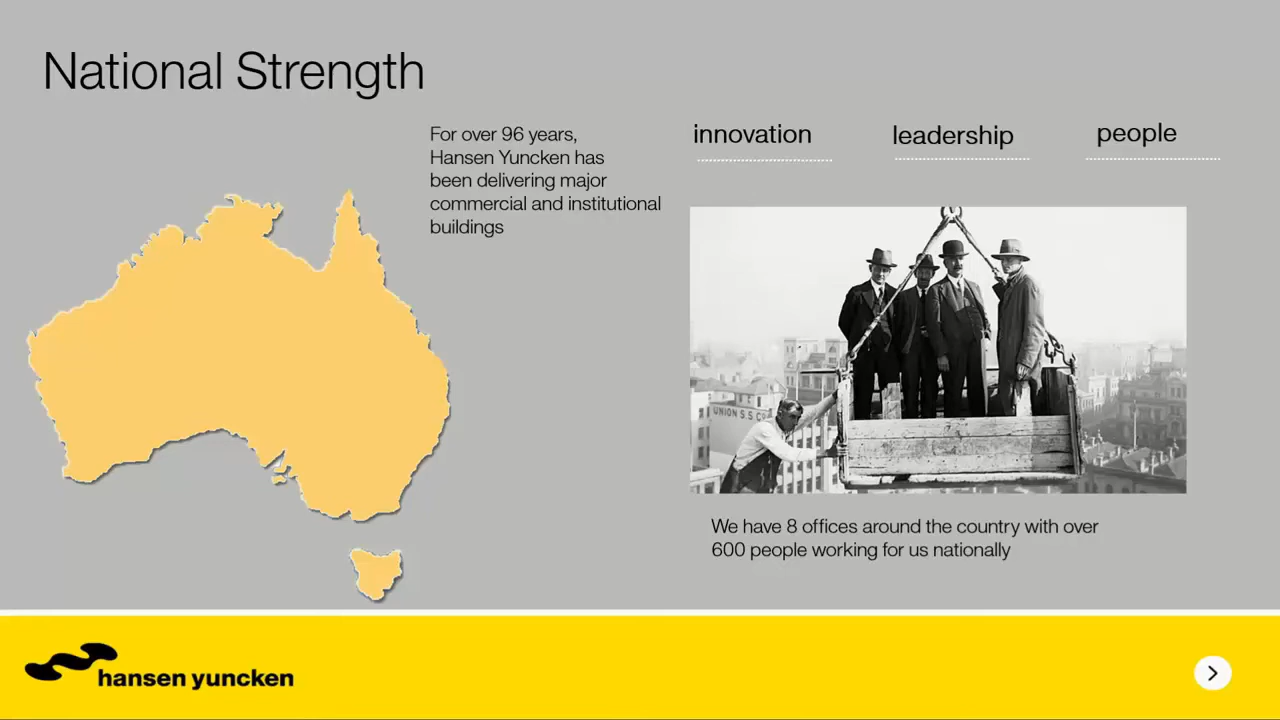 National Strength
For over 96 years,
Hansen Yuncken has
been delivering major
commercial and institutional
buildings
innovation
leadership
people
UNION S.S. Co
We have 8 offices around the country with over
600 people working for us nationally
hansen yuncken